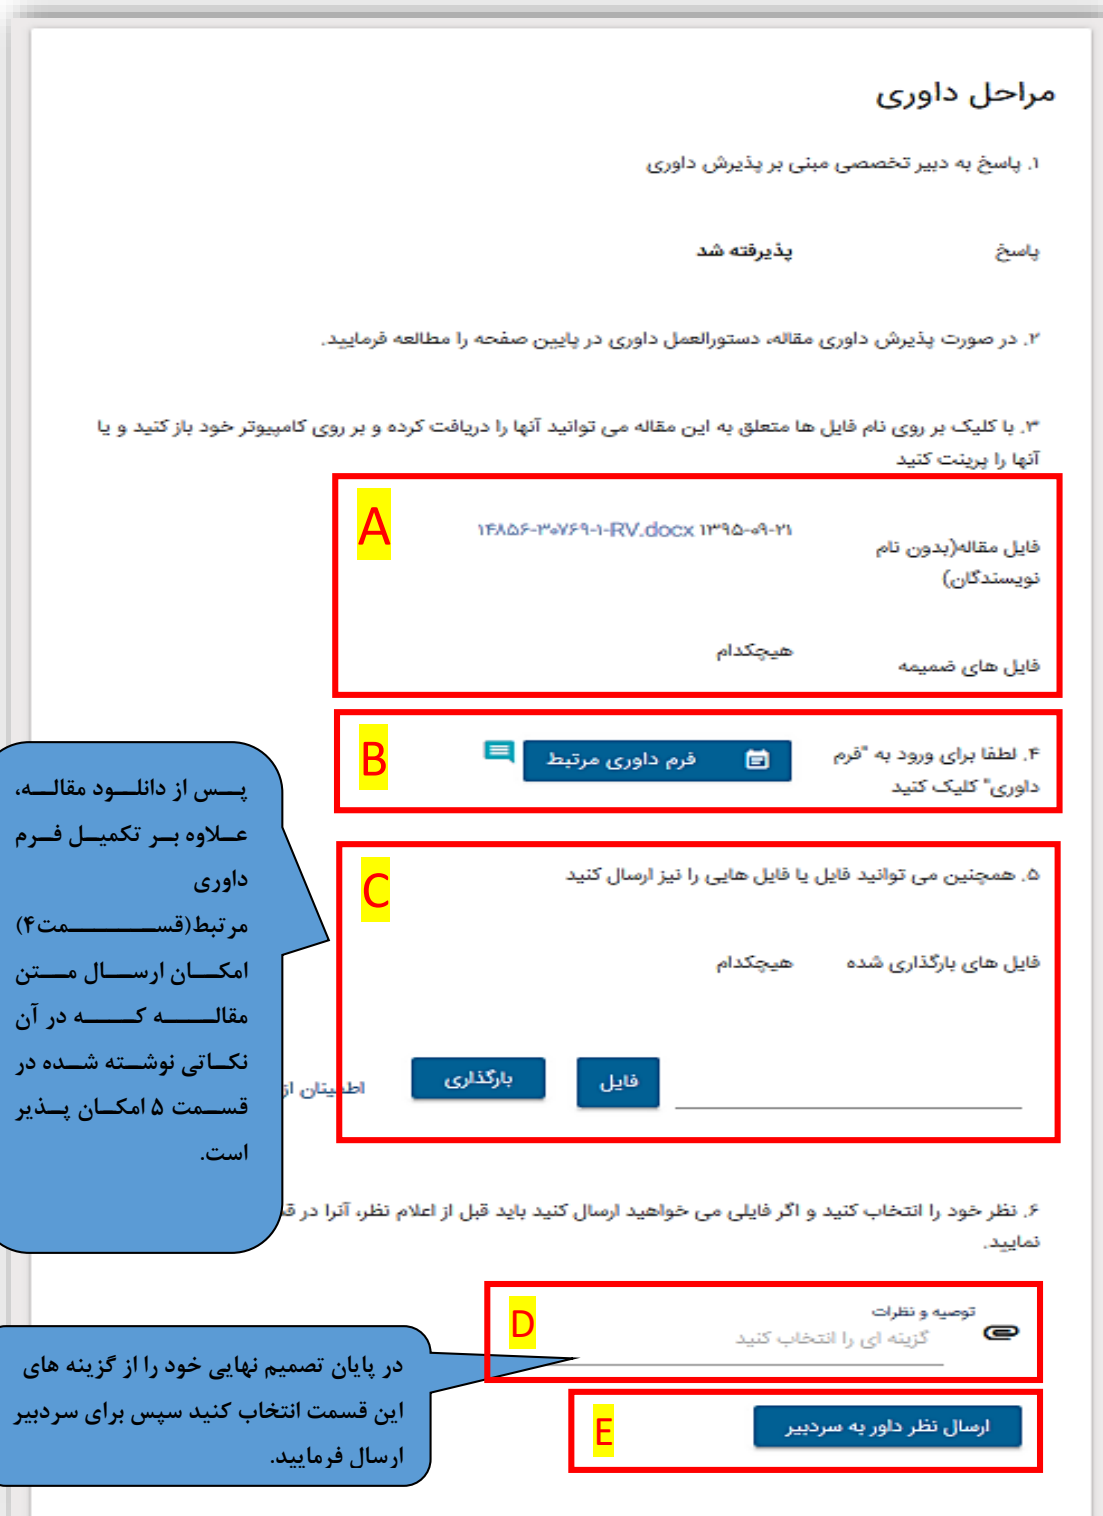 مراحل داوری
۱. پاسخ به دبیر تخصصی مبنی بر پذیرش داوری
پاسخ
پذیرفته شد
۲. در صورت پذیرش داوری مقاله، دستورالعمل داوری در پایین صفحه را مطالعه فرمایید.
۳. با کلیک بر روی نام فایل ها متعلق به این مقاله می توانید آنها را دریافت کرده و بر روی کامپیوتر خود باز کنید و یا
آنها را پرینت کنید
A
فایل مقاله(بدون نام
نویسندگان)
۱۴۸۵۶-۳۰۷۶۹-۱-RV.docx ۱۳۹۵-۰۹-۲۱
فایل های ضمیمه
هیچکدام
B
۴. لطفا برای ورود به "فرم
داوری" کلیک کنید
فرم داوری مرتبط
C
۵. همچنین می توانید فایل یا فایل هایی را نیز ارسال کنید
فایل های بارگذاری شده
هیچکدام
فایل
بارگذاری
اطمینان از
پس از دانلود مقاله،
علاوه بر تکمیل فرم
داوری
مرتبط(قسمت۴)
امکان ارسال متن
مقاله که در آن
نکاتی نوشته شده در
قسمت ۵ امکان پذیر
است.
۶. نظر خود را انتخاب کنید و اگر فایلی می خواهید ارسال کنید باید قبل از اعلام نظر، آنرا در
نمایید.
D
توصیه و نظرات
گزینه ای را انتخاب کنید
در پایان تصمیم نهایی خود را از گزینه های
این قسمت انتخاب کنید سپس برای سردبیر
ارسال فرمایید.
E
ارسال نظر داور به سردبیر